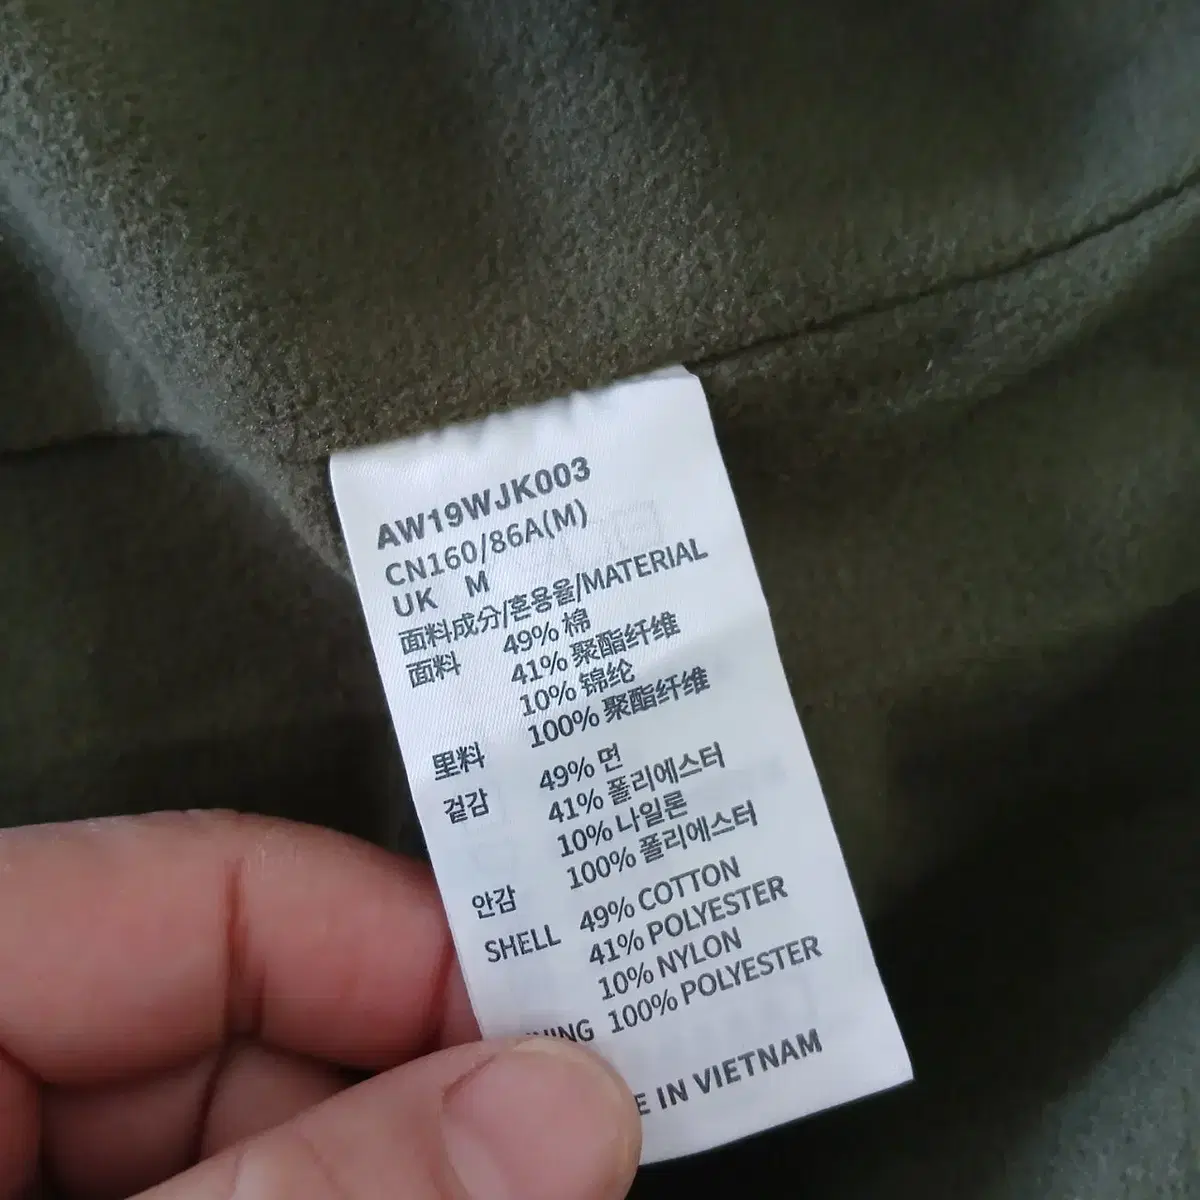 AW19WJK003
CN160/86A(M)
UK M
面料成分/혼용율/MATERIAL
面料 49% 棉
41% 聚酯纤维
10% 锦纶
里料 100% 聚酯纤维
겉감 49% 면
41% 폴리에스터
10% 나일론
안감 100% 폴리에스터
SHELL 49% COTTON
41% POLYESTER
10% NYLON
100% POLYESTER
IN VIETNAM